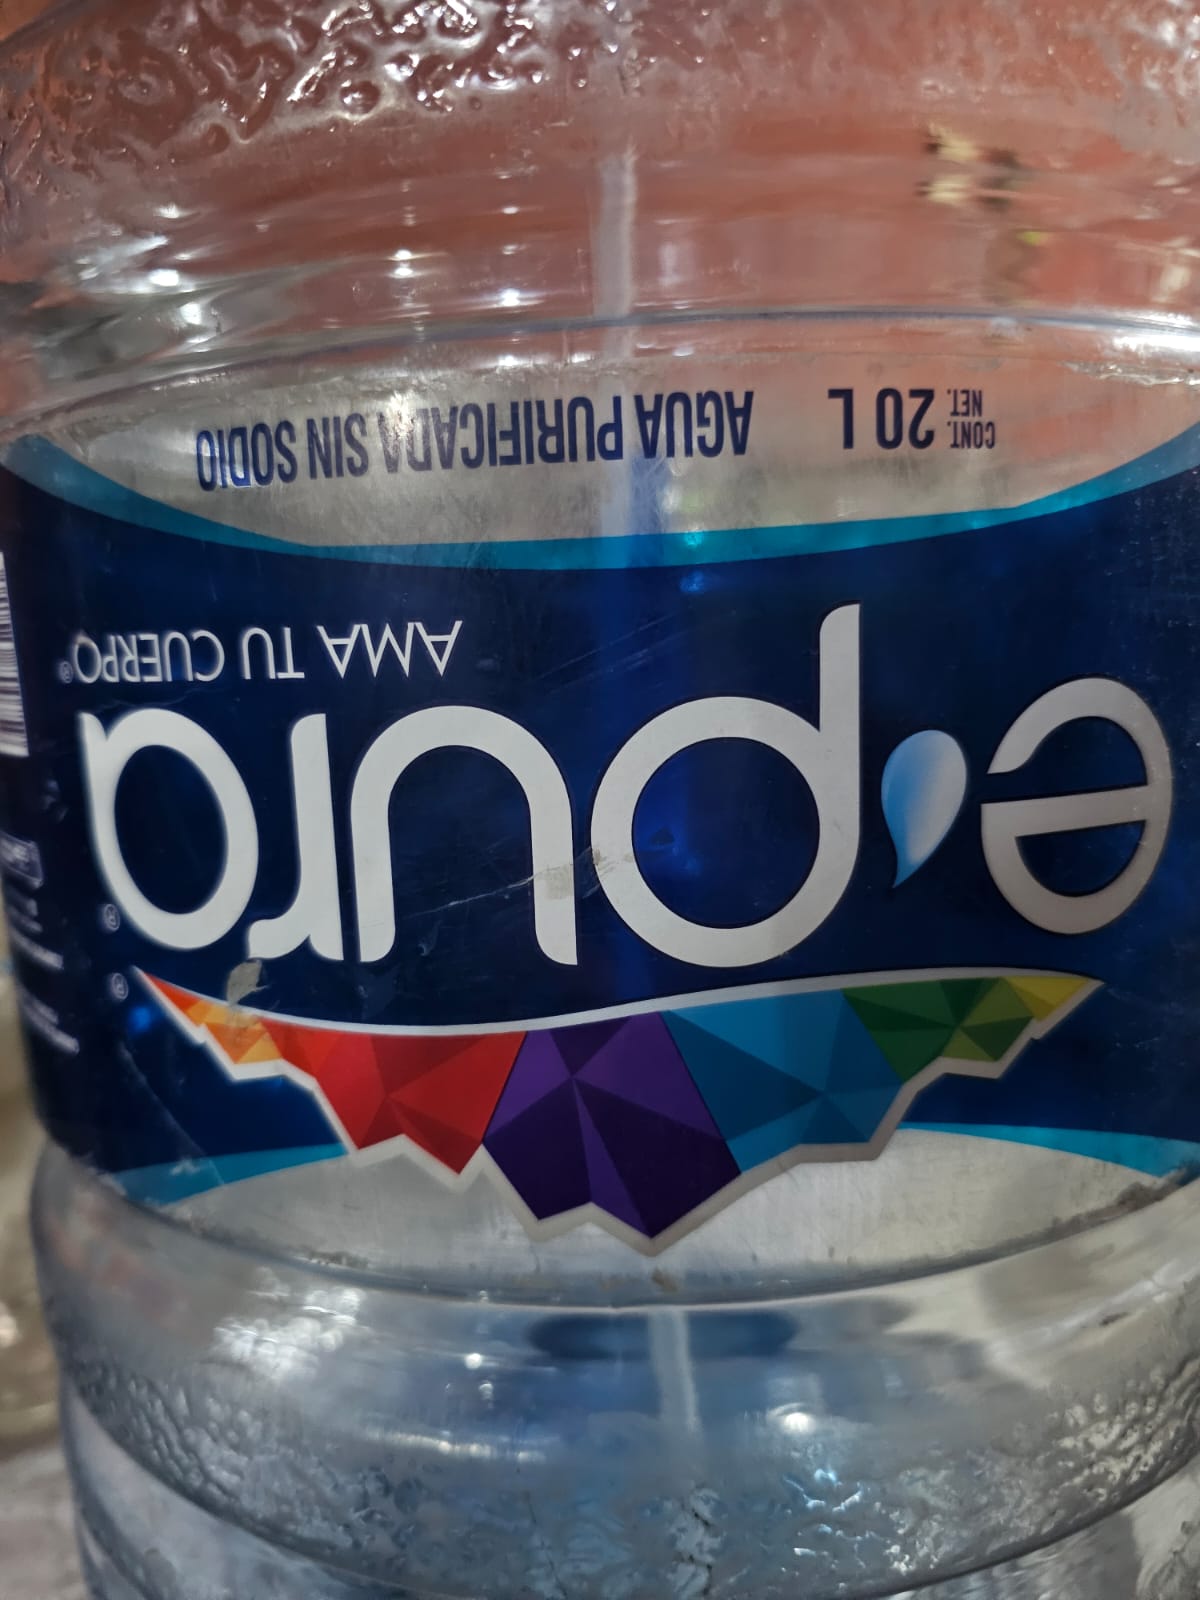 e'pura®
AMA TU CUERPO®
CONT. NET. 20 L AGUA PURIFICADA SIN SODIO